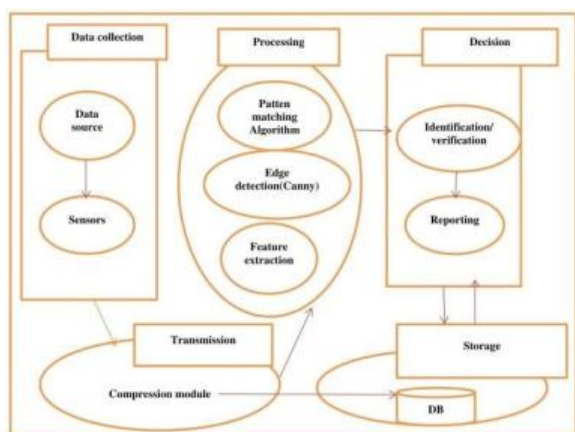 Data collection
Data
source
Sensors
Processing
Patten
matching
Algorithm
Edge
detection(Canny)
Feature
extraction
Decision
Identification/
verification
Reporting
Transmission
Compression module
Storage
DB